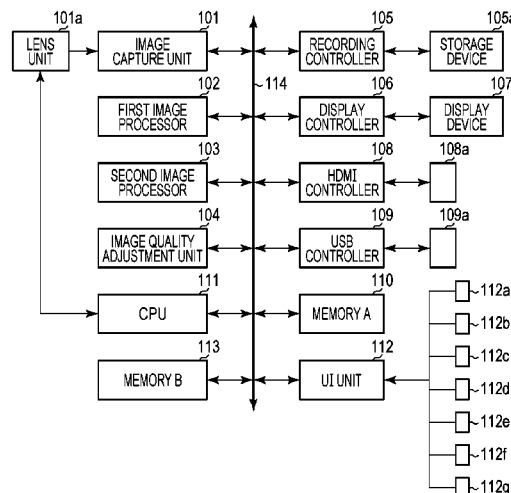 101a
101
105
105a
LENS
UNIT
IMAGE
CAPTURE UNIT
RECORDING
CONTROLLER
STORAGE
DEVICE
102
114
106
107
FIRST IMAGE
PROCESSOR
DISPLAY
CONTROLLER
DISPLAY
DEVICE
103
108
108a
SECOND IMAGE
PROCESSOR
HDMI
CONTROLLER
104
109
109a
IMAGE QUALITY
ADJUSTMENT UNIT
USB
CONTROLLER
111
110
CPU
MEMORY A
113
112
MEMORY B
UI UNIT
112a
112b
112c
112d
112e
112f
112g